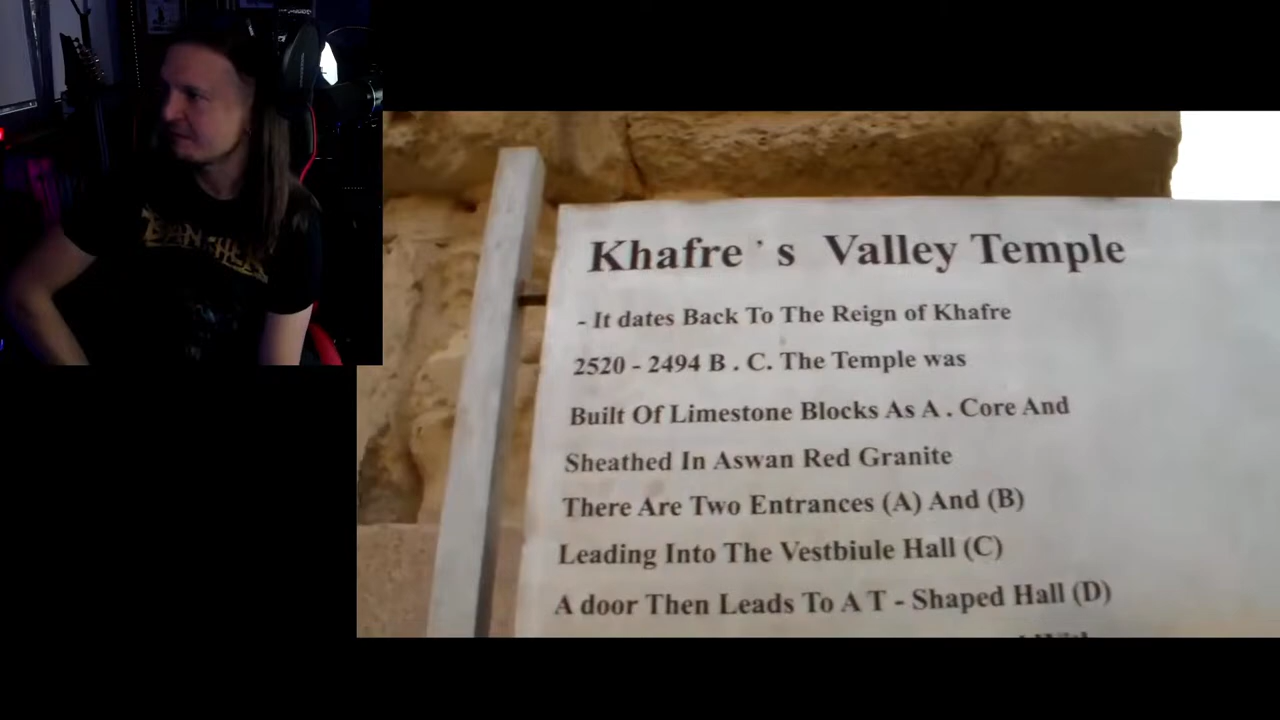 Khafre ' s Valley Temple
- It dates Back To The Reign of Khafre
2520 - 2494 B . C. The Temple was
Built Of Limestone Blocks As A . Core And
Sheathed In Aswan Red Granite
There Are Two Entrances (A) And (B)
Leading Into The Vestbiule Hall (C)
A door Then Leads To A T - Shaped Hall (D)